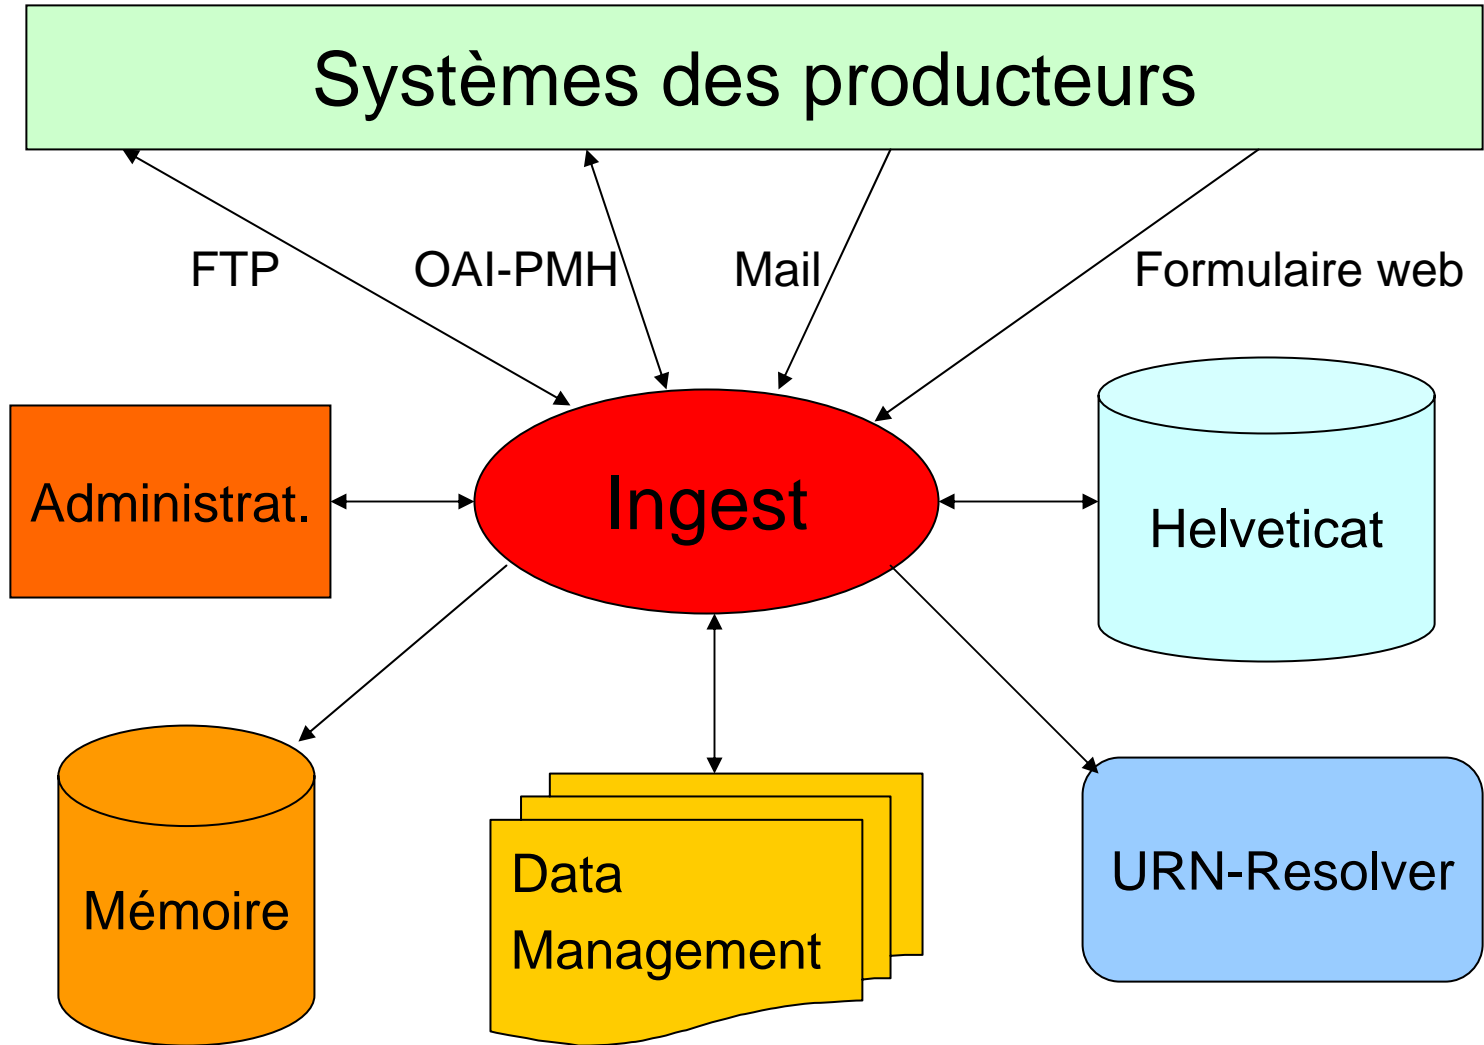 Systèmes des producteurs
FTP
OAI-PMH
Mail
Formulaire web
Administrat.
Ingest
Helveticat
Mémoire
Data
Management
URN-Resolver